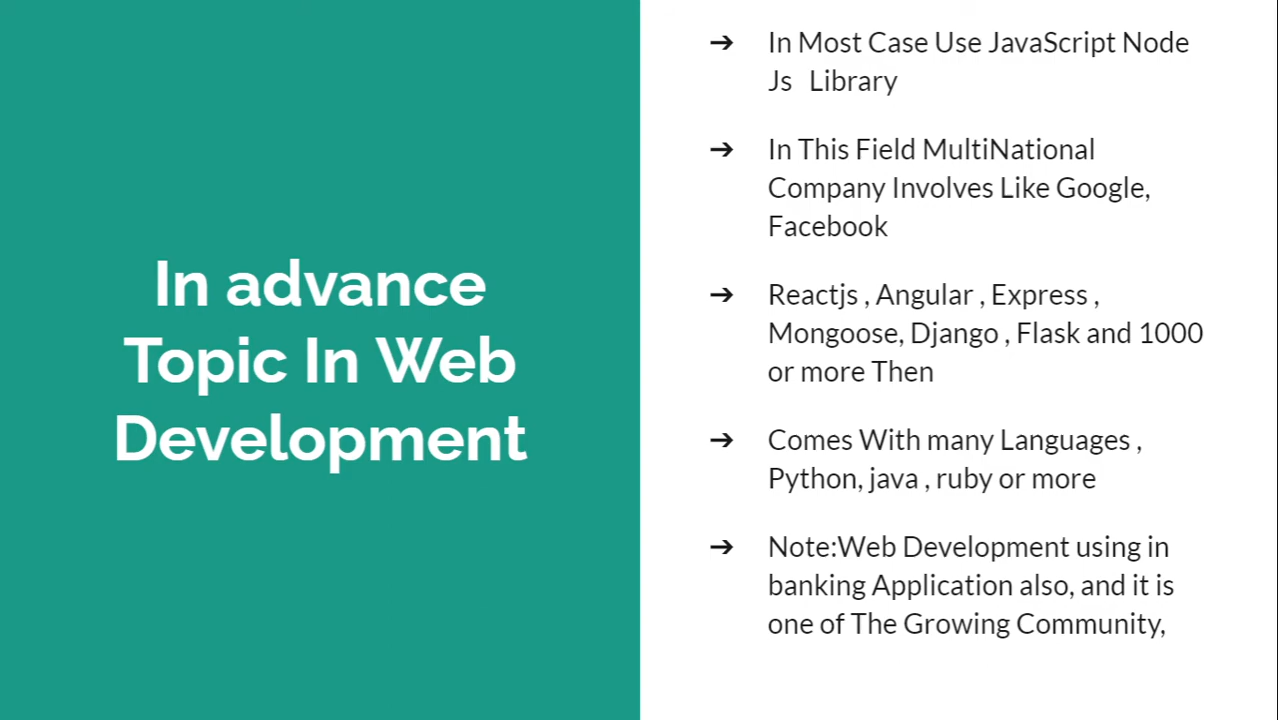 In advance
Topic In Web
Development
➔ In Most Case Use JavaScript Node
Js Library
➔ In This Field MultiNational
Company Involves Like Google,
Facebook
➔ Reactjs , Angular , Express ,
Mongoose, Django , Flask and 1000
or more Then
➔ Comes With many Languages ,
Python, java , ruby or more
➔ Note:Web Development using in
banking Application also, and it is
one of The Growing Community,